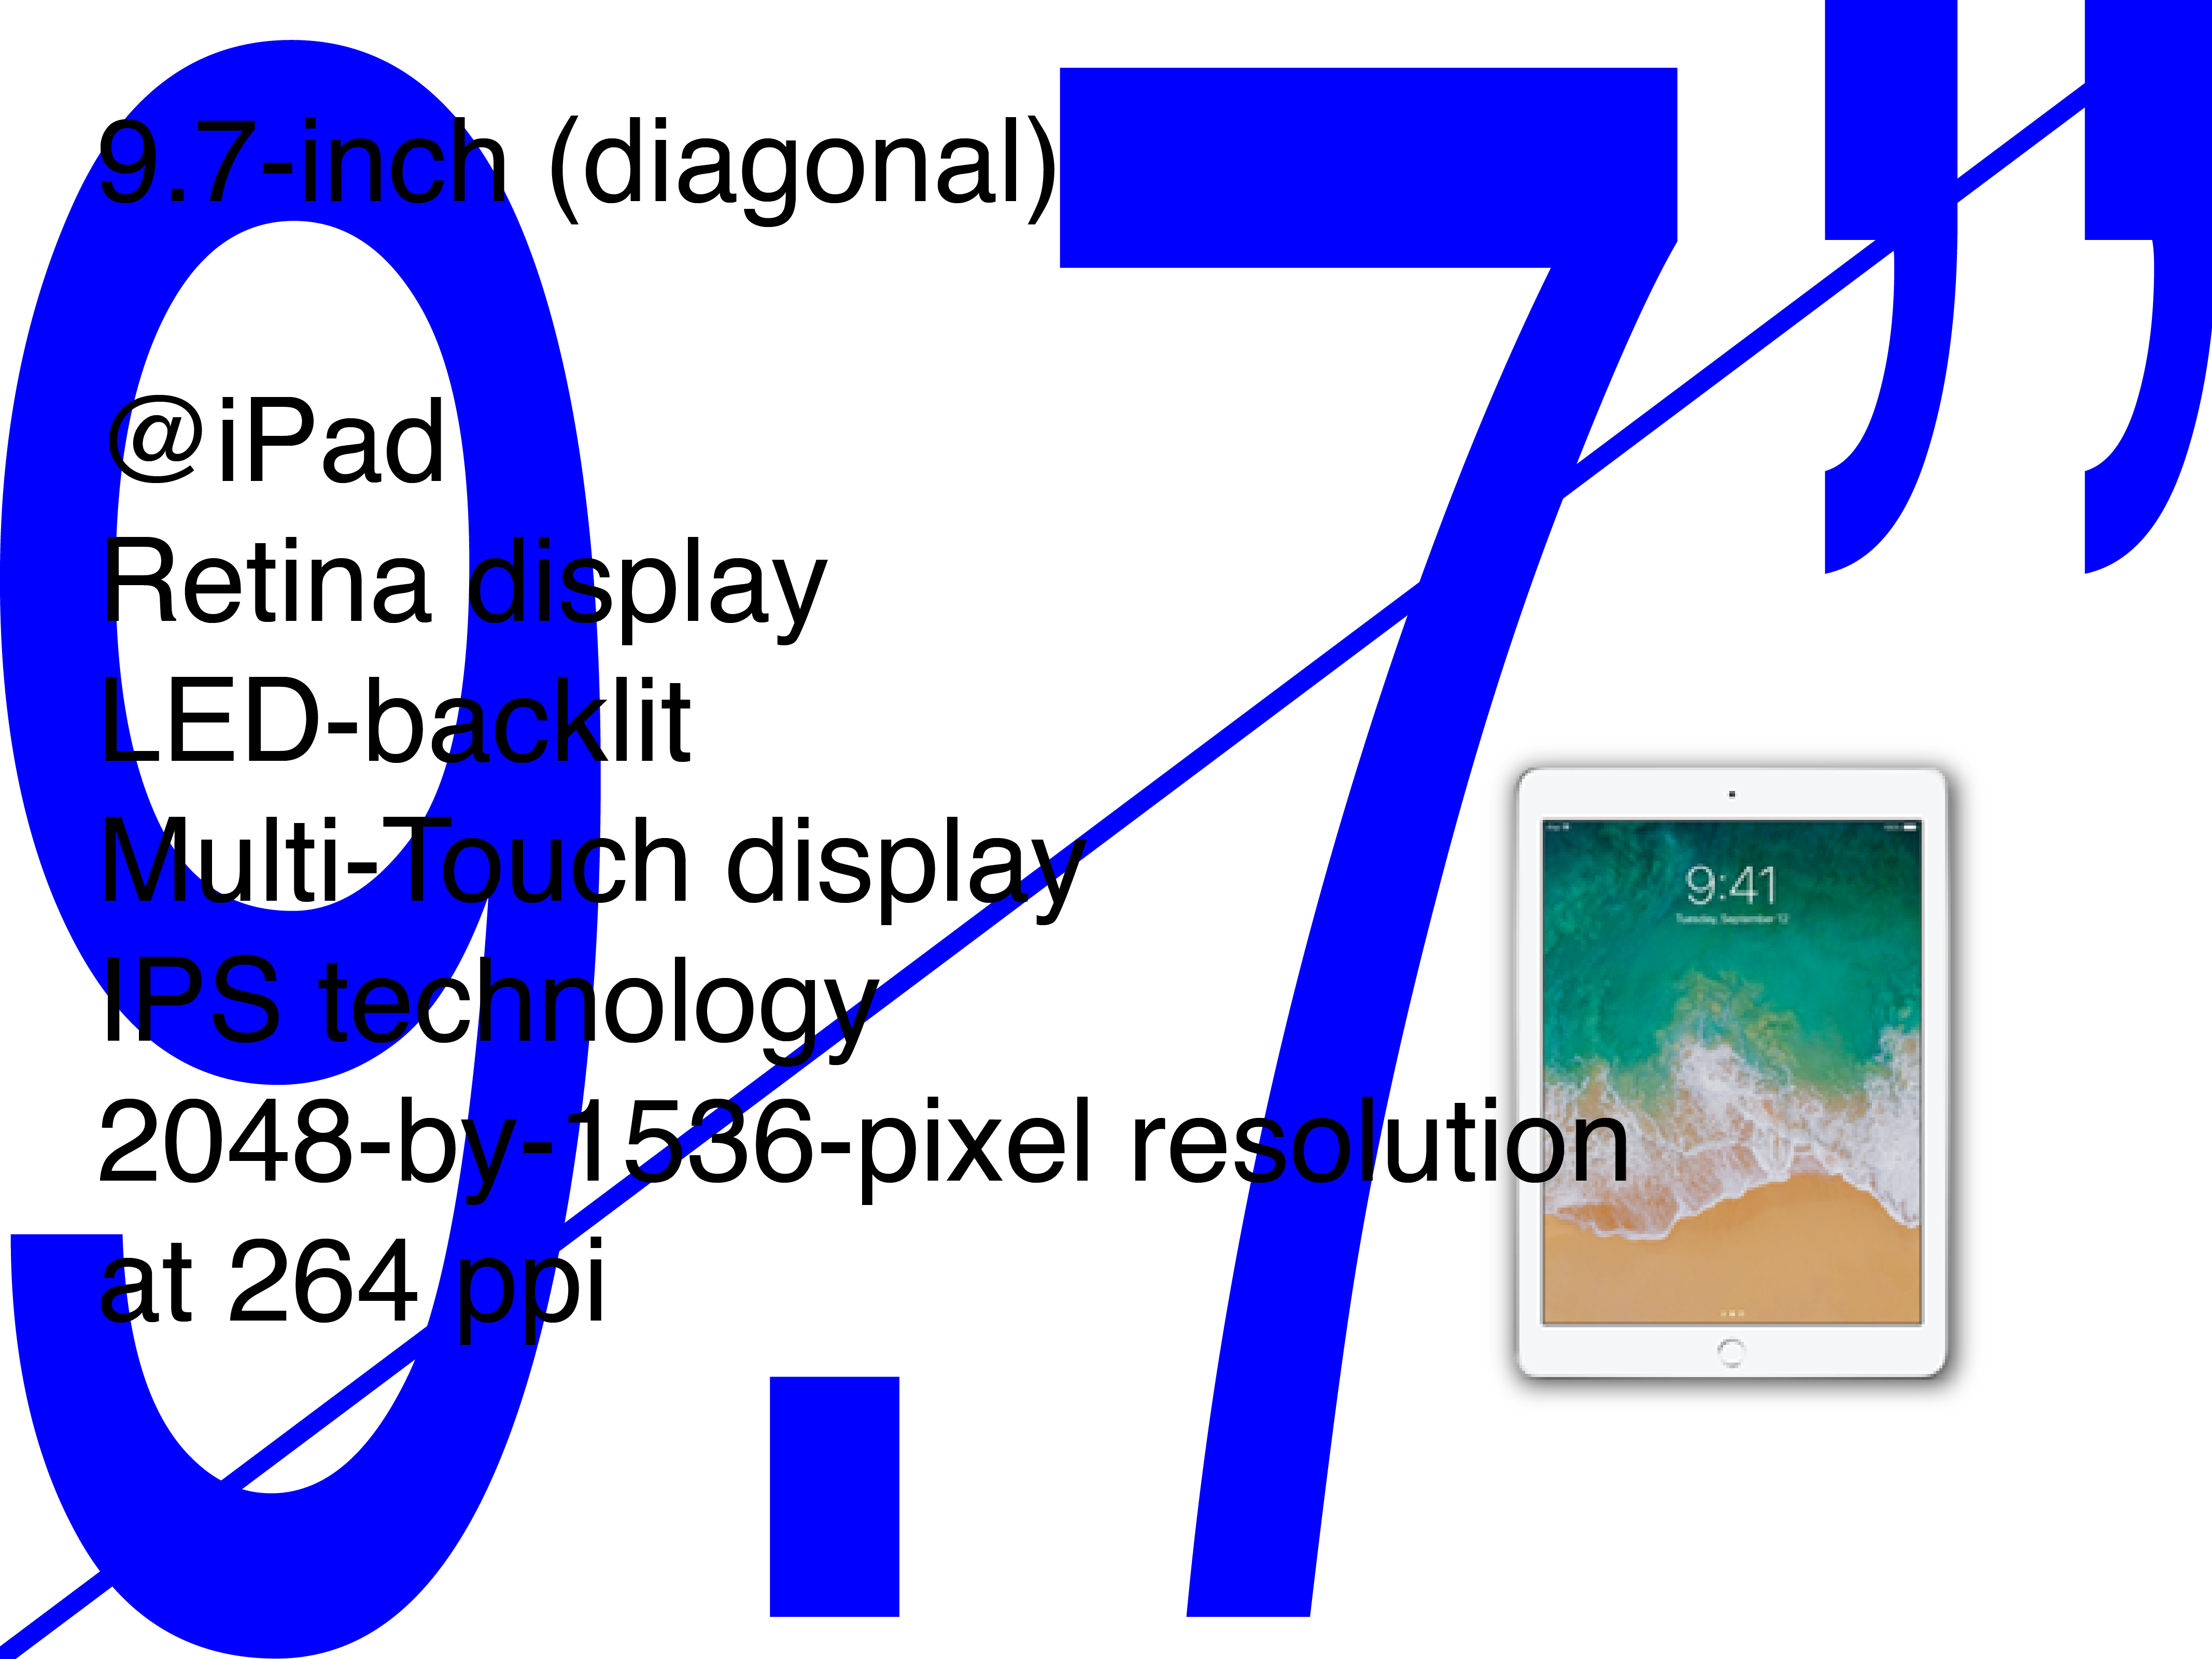 9.7”
9.7-inch (diagonal)
@iPad
Retina display
LED-backlit
Multi-Touch display
IPS technology
2048-by-1536-pixel resolution
at 264 ppi
9:41
Tuesday, September 12